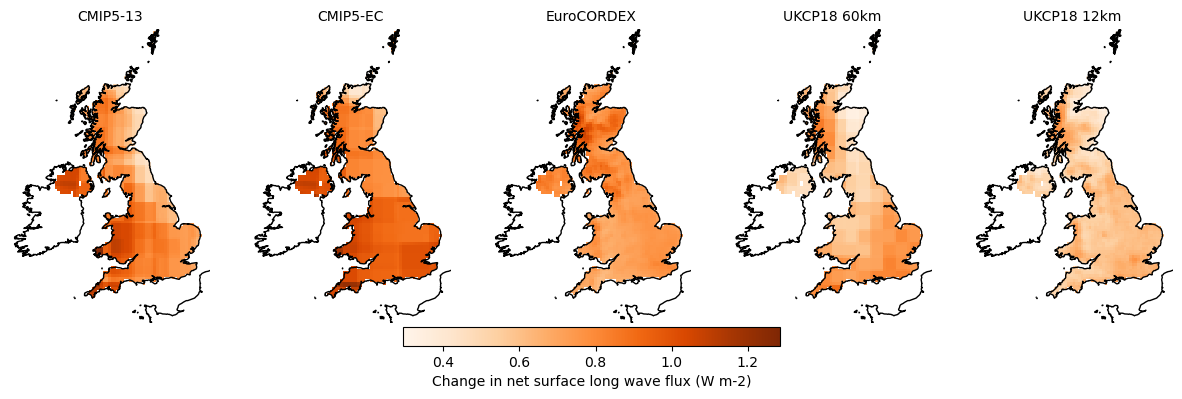 CMIP5-13
CMIP5-EC
EuroCORDEX
UKCP18 60km
UKCP18 12km
0.4 0.6 0.8 1.0 1.2
Change in net surface long wave flux (W m-2)